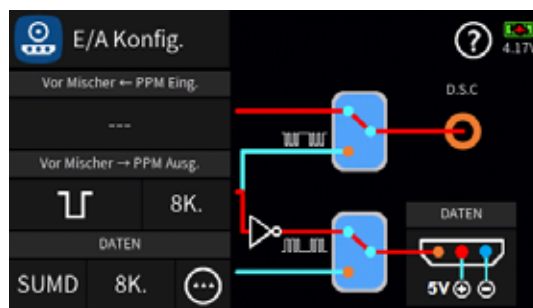 E/A Konfig.
?
4.17V
Vor Mischer ← PPM Eing.
D.S.C
---
Vor Mischer → PPM Ausg.
8K.
DATEN
DATEN
SUMD 8K.
5V